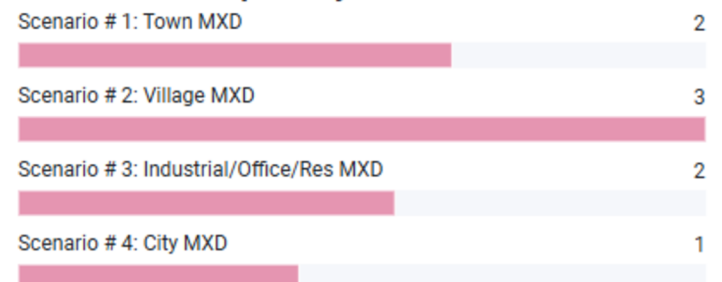 Scenario # 1: Town MXD 2
Scenario # 2: Village MXD 3
Scenario # 3: Industrial/Office/Res MXD 2
Scenario # 4: City MXD 1